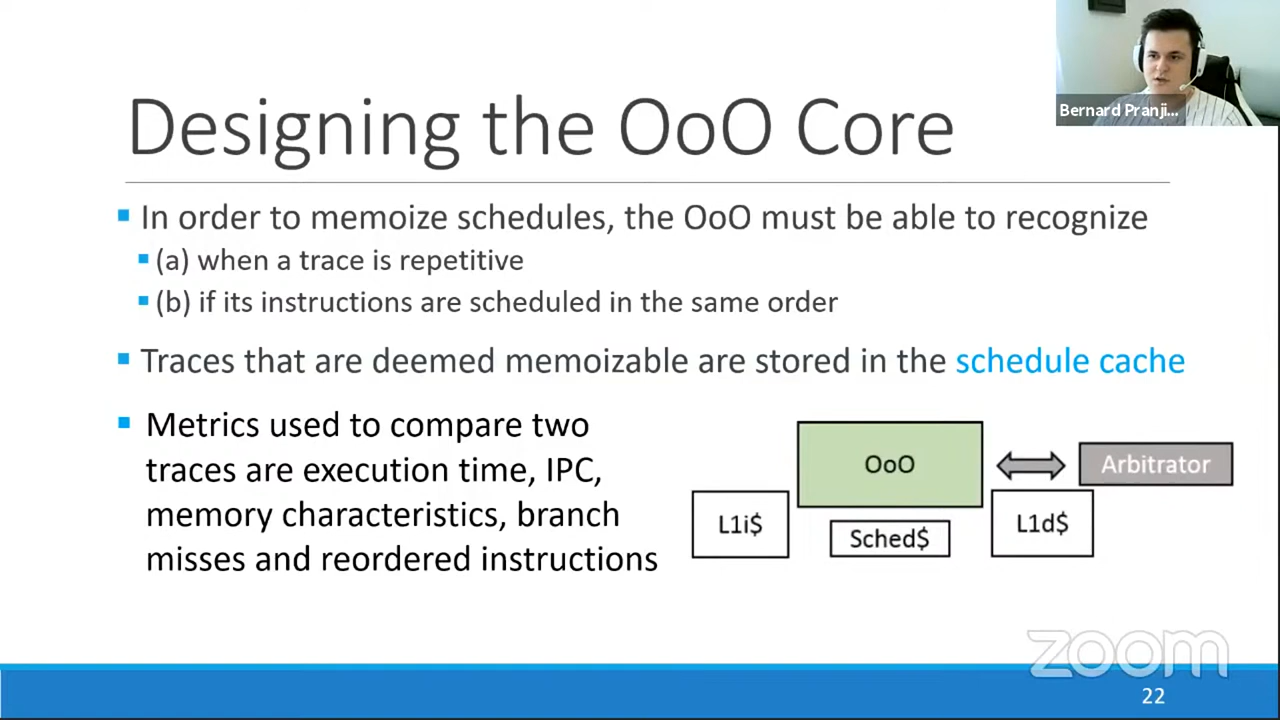 Bernard Pranji...
Designing the OoO Core
In order to memoize schedules, the OoO must be able to recognize
(a) when a trace is repetitive
(b) if its instructions are scheduled in the same order
Traces that are deemed memoizable are stored in the schedule cache
Metrics used to compare two
traces are execution time, IPC,
memory characteristics, branch
misses and reordered instructions
OoO
Arbitrator
L1i$
Sched$
L1d$
zoom
22